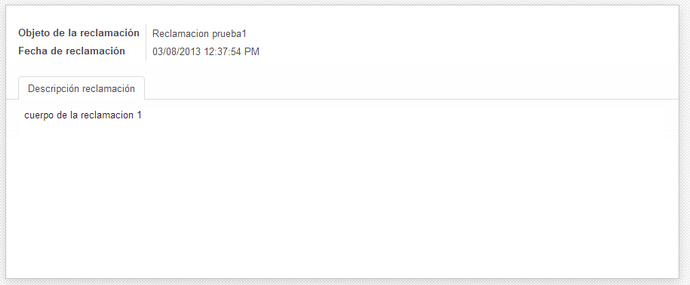 Objeto de la reclamación Reclamacion prueba1
Fecha de reclamación 03/08/2013 12:37:54 PM
Descripción reclamación
cuerpo de la reclamacion 1